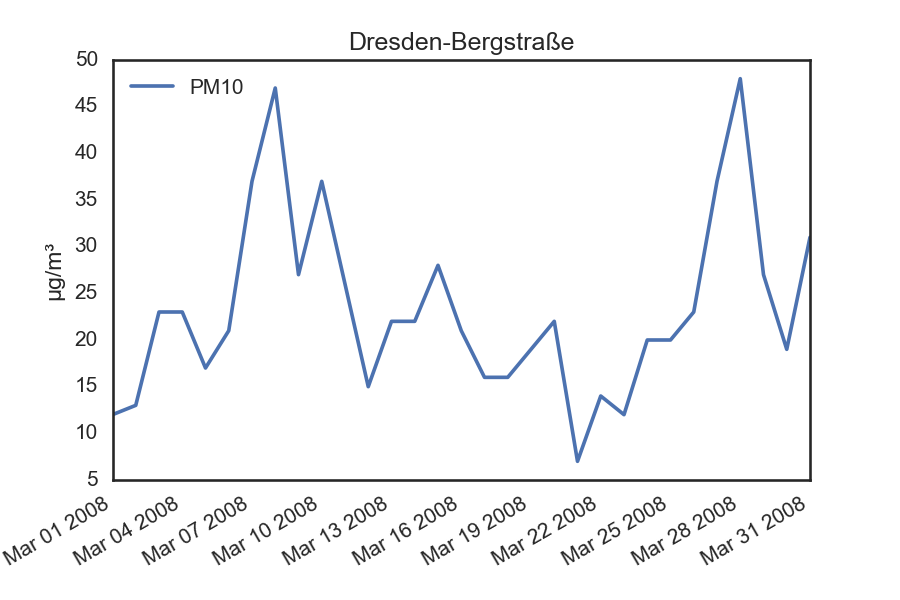 Dresden-Bergstraße
PM10
µg/m³
50
45
40
35
30
25
20
15
10
5
Mar 01 2008
Mar 04 2008
Mar 07 2008
Mar 10 2008
Mar 13 2008
Mar 16 2008
Mar 19 2008
Mar 22 2008
Mar 25 2008
Mar 28 2008
Mar 31 2008